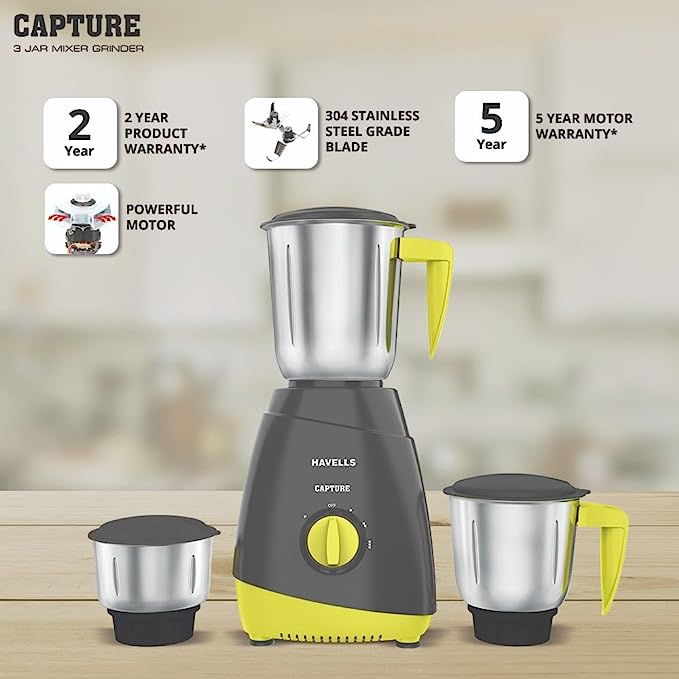 CAPTURE
3 JAR MIXER GRINDER
2
Year
2 YEAR
PRODUCT
WARRANTY*
304 STAINLESS
STEEL GRADE
BLADE
5
Year
5 YEAR MOTOR
WARRANTY*
POWERFUL
MOTOR
HAVELLS
CAPTURE
OFF